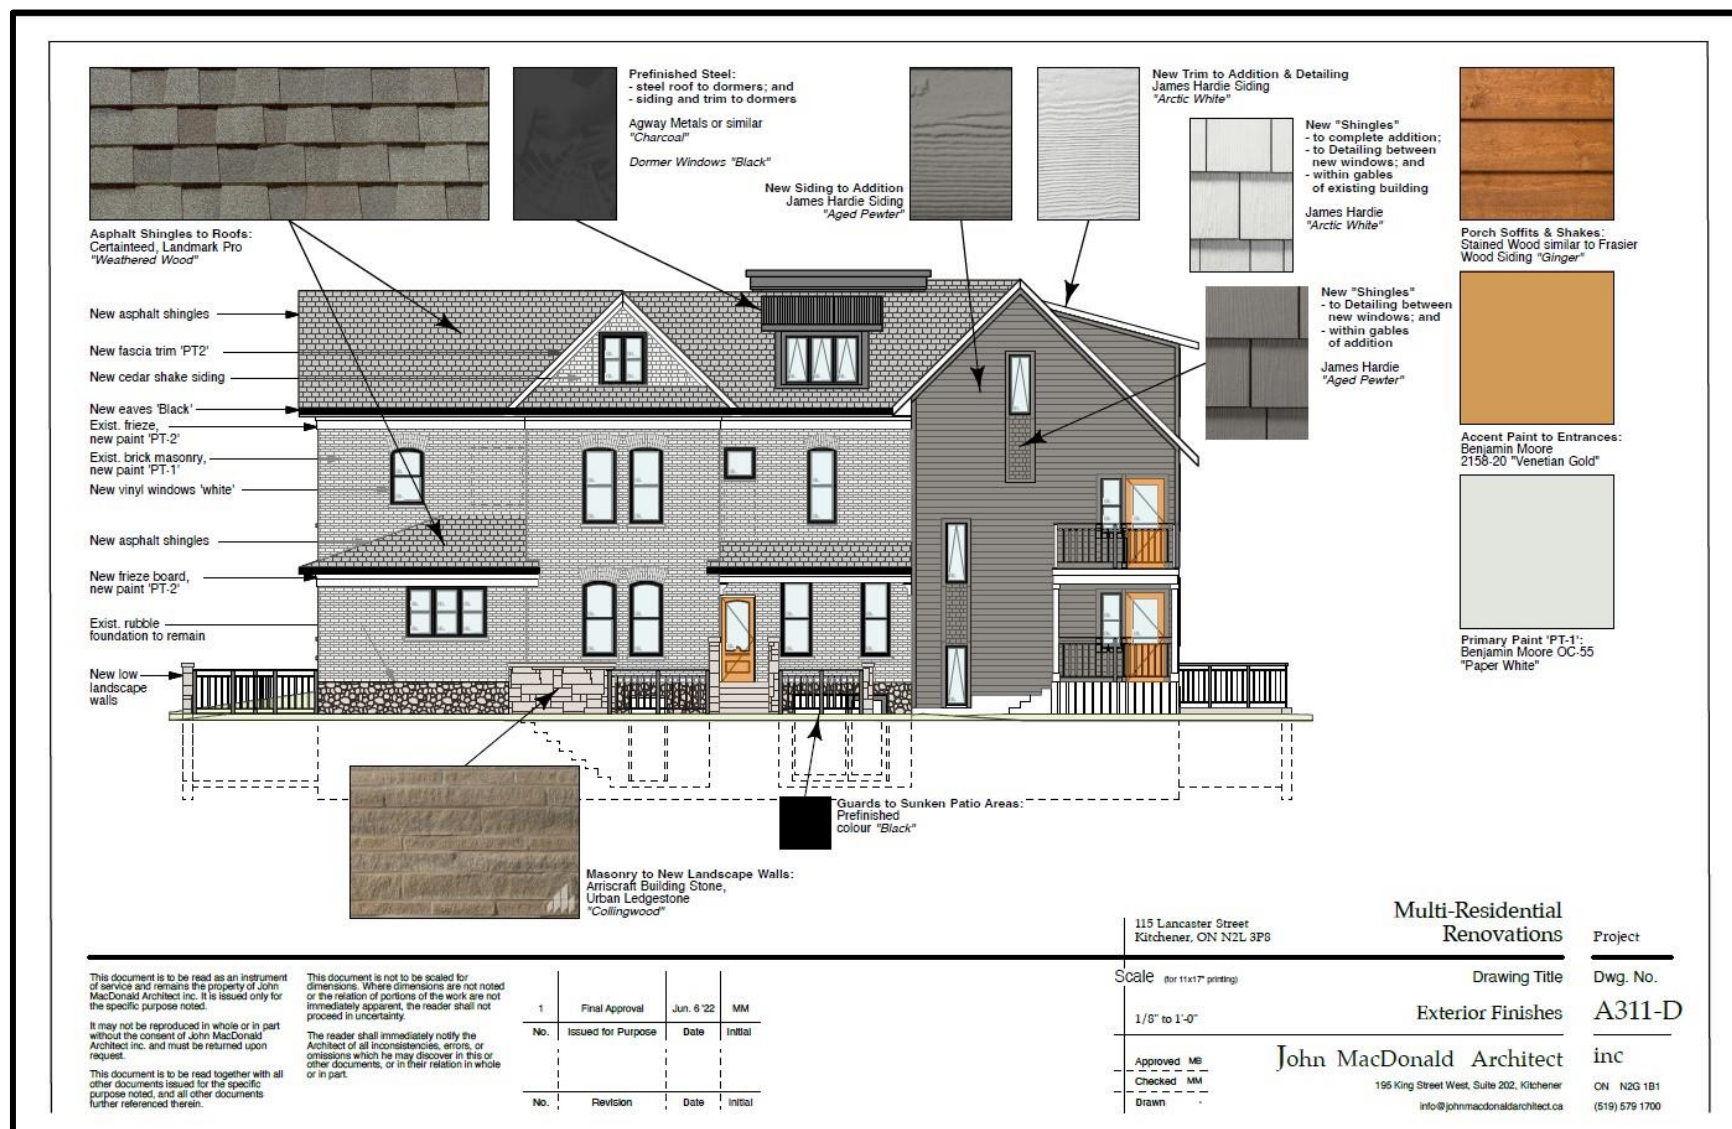 Prefinished Steel:
- steel roof to dormers; and
- siding and trim to dormers
Agway Metals or similar
"Charcoal"
Dormer Windows "Black"
New Trim to Addition & Detailing
James Hardie Siding
"Arctic White"
New "Shingles"
- to complete addition;
- to Detailing between
new windows; and
- within gables
of existing building
James Hardie
"Arctic White"
New Siding to Addition
James Hardie Siding
"Aged Pewter"
Asphalt Shingles to Roofs:
Certainteed, Landmark Pro
"Weathered Wood"
Porch Soffits & Shakes:
Stained Wood similar to Frasier
Wood Siding "Ginger"
New "Shingles"
- to Detailing between
new windows; and
- within gables
of addition
James Hardie
"Aged Pewter"
New asphalt shingles
New fascia trim 'PT2'
New cedar shake siding
New eaves 'Black'
Exist. frieze,
new paint 'PT-2'
Exist. brick masonry,
new paint 'PT-1'
New vinyl windows 'white'
New asphalt shingles
New frieze board,
new paint 'PT-2'
Exist. rubble
foundation to remain
New low
landscape
walls
Accent Paint to Entrances:
Benjamin Moore
2158-20 "Venetian Gold"
Primary Paint 'PT-1':
Benjamin Moore OC-55
"Paper White"
Guards to Sunken Patio Areas:
Prefinished
colour "Black"
Masonry to New Landscape Walls:
Arriscraft Building Stone,
Urban Ledgestone
"Collingwood"
115 Lancaster Street
Kitchener, ON N2L 3P8
Multi-Residential
Renovations
Project
This document is to be read as an instrument
of service and remains the property of John
MacDonald Architect inc. It is issued only for
the specific purpose noted.
It may not be reproduced in whole or in part
without the consent of John MacDonald
Architect inc. and must be returned upon
request.
This document is to be read together with all
other documents issued for the specific
purpose noted, and all other documents
further referenced therein.
This document is not to be scaled for
dimensions. Where dimensions are not noted
or the relation of portions of the work are not
immediately apparent, the reader shall not
proceed in uncertainty.
The reader shall immediately notify the
Architect of all inconsistencies, errors, or
omissions which he may discover in this or
other documents, or in their relation in whole
or in part.
1 Final Approval Jun. 6 '22 MM
No. Issued for Purpose Date Initial
No. Revision Date Initial
Scale (for 11x17" printing)
1/8" to 1'-0"
Approved MB
Checked MM
Drawn -
Drawing Title
Exterior Finishes
Dwg. No.
A311-D
John MacDonald Architect inc
195 King Street West, Suite 202, Kitchener ON N2G 1B1
info@johnmacdonaldarchitect.ca (519) 579 1700